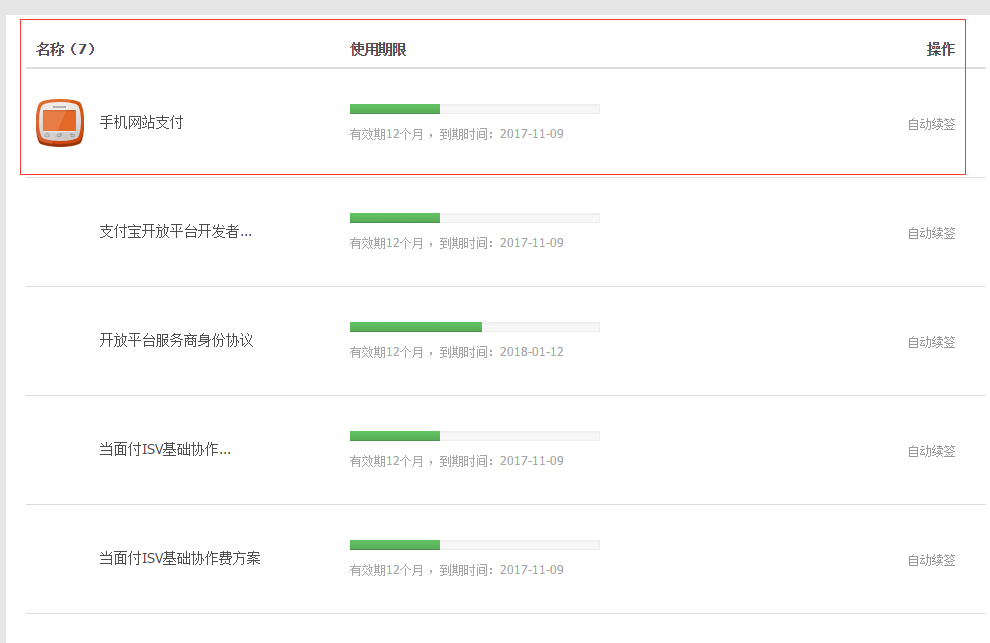 名称（7） 使用期限 操作
手机网站支付
有效期12个月 ，到期时间：2017-11-09
自动续签
支付宝开放平台开发者...
有效期12个月 ，到期时间：2017-11-09
自动续签
开放平台服务商身份协议
有效期12个月 ，到期时间：2018-01-12
自动续签
当面付ISV基础协作...
有效期12个月 ，到期时间：2017-11-09
自动续签
当面付ISV基础协作费方案
有效期12个月 ，到期时间：2017-11-09
自动续签